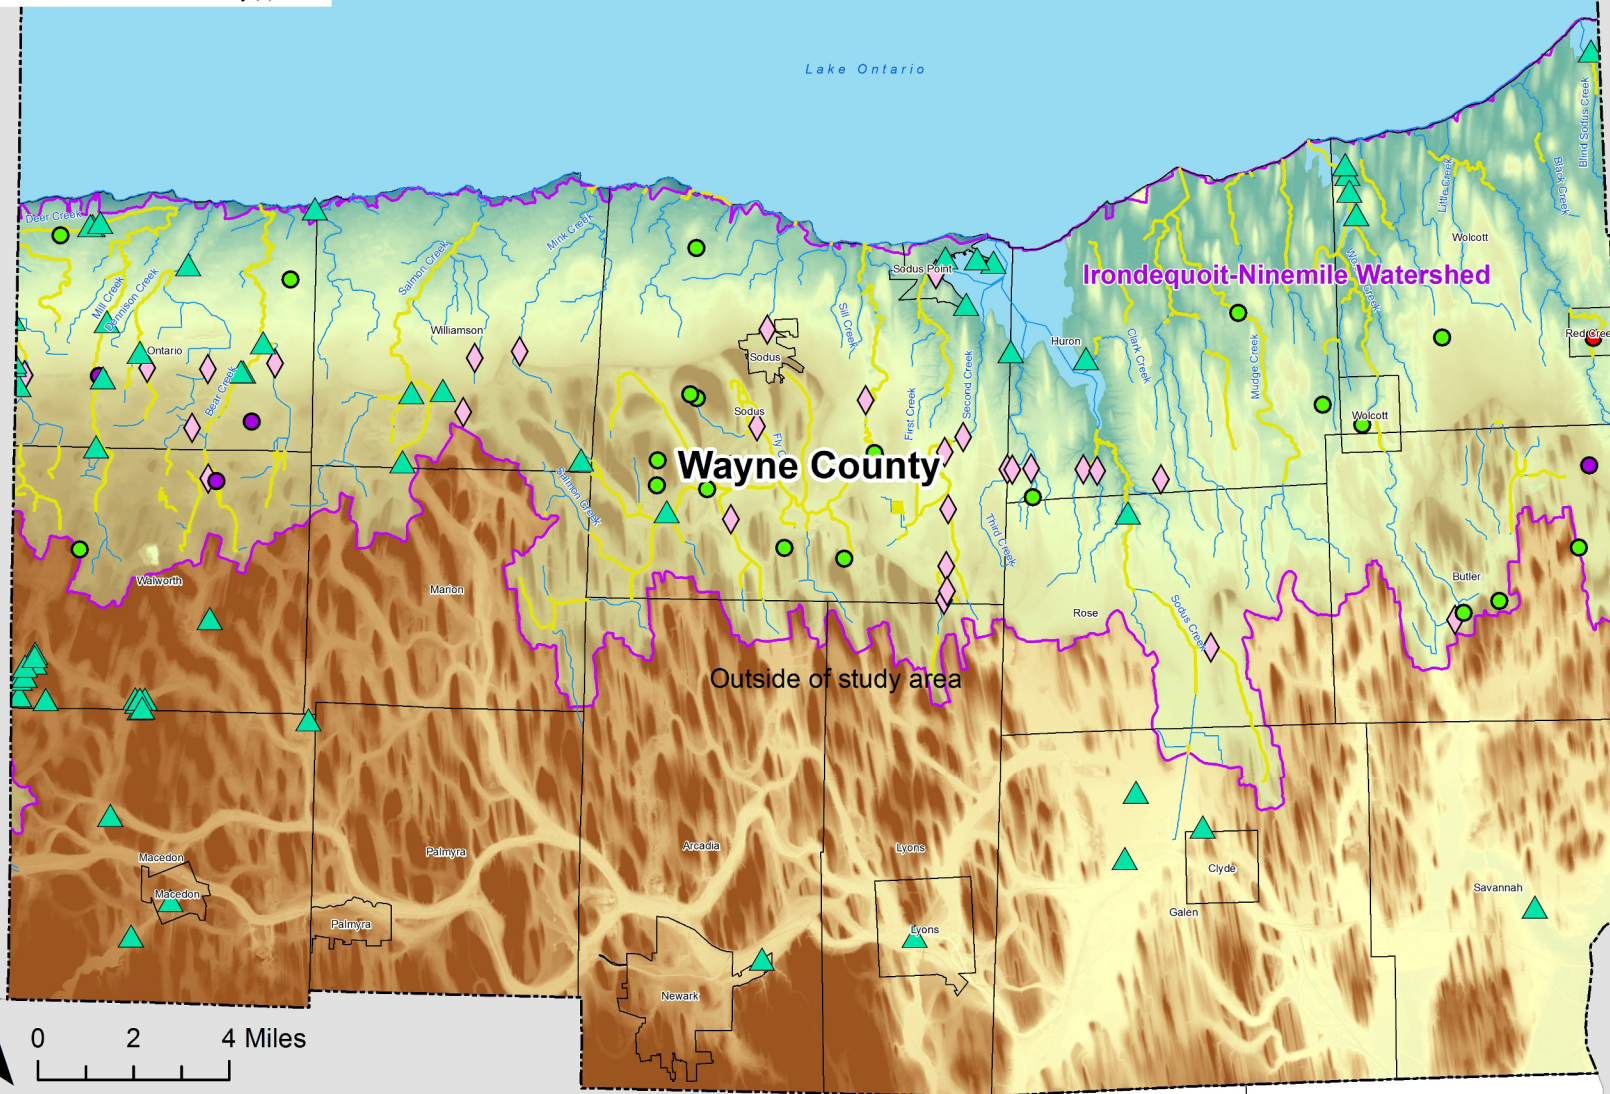 Lake Ontario
Blind Sodus Creek
Black Creek
Little Creek
Deer Creek
Mink Creek
Salmon Creek
Wolcott
Sodus Point
Irondequoit-Ninemile Watershed
Mill Creek
Dennison Creek
Sill Creek
Williamson
Huron
Red Creek
Ontario
Sodus
Clark Creek
Mudge Creek
Second Creek
Bear Creek
First Creek
Sodus
Wolcott
Fly
Wayne County
Salmon Creek
Third Creek
Walworth
Marion
Butler
Rose
Sodus Creek
Outside of study area
Macedon
Palmyra
Arcadia
Lyons
Clyde
Macedon
Savannah
Galen
Palmyra
Lyons
Newark
0 2 4 Miles